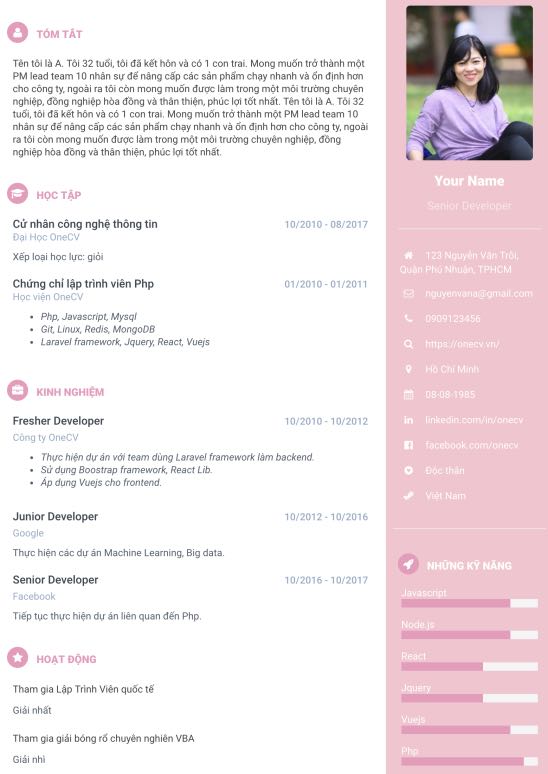 TÓM TẮT
Tên tôi là A. Tôi 32 tuổi, tôi đã kết hôn và có 1 con trai. Mong muốn trở thành một
PM lead team 10 nhân sự để nâng cấp các sản phẩm chạy nhanh và ổn định hơn
cho công ty, ngoài ra tôi còn mong muốn được làm trong một môi trường chuyên
nghiệp, đồng nghiệp hòa đồng và thân thiện, phúc lợi tốt nhất. Tên tôi là A. Tôi 32
tuổi, tôi đã kết hôn và có 1 con trai. Mong muốn trở thành một PM lead team 10
nhân sự để nâng cấp các sản phẩm chạy nhanh và ổn định hơn cho công ty, ngoài
ra tôi còn mong muốn được làm trong một môi trường chuyên nghiệp, đồng
nghiệp hòa đồng và thân thiện, phúc lợi tốt nhất.
HỌC TẬP
Cử nhân công nghệ thông tin 10/2010 - 08/2017
Đại Học OneCV
Xếp loại học lực: giỏi
Chứng chỉ lập trình viên Php 01/2010 - 01/2011
Học viện OneCV
• Php, Javascript, Mysql
• Git, Linux, Redis, MongoDB
• Laravel framework, Jquery, React, Vuejs
KINH NGHIỆM
Fresher Developer 10/2010 - 10/2012
Công ty OneCV
• Thực hiện dự án với team dùng Laravel framework làm backend.
• Sử dụng Boostrap framework, React Lib.
• Áp dụng Vuejs cho frontend.
Junior Developer 10/2012 - 10/2016
Google
Thực hiện các dự án Machine Learning, Big data.
Senior Developer 10/2016 - 10/2017
Facebook
Tiếp tục thực hiện dự án liên quan đến Php.
HOẠT ĐỘNG
Tham gia Lập Trình Viên quốc tế
Giải nhất
Tham gia giải bóng rổ chuyên nghiên VBA
Giải nhì
Your Name
Senior Developer
123 Nguyễn Văn Trỗi,
Quận Phú Nhuận, TPHCM
nguyenvana@gmail.com
0909123456
https://onecv.vn/
Hồ Chí Minh
08-08-1985
linkedin.com/in/onecv
facebook.com/onecv
Độc thân
Việt Nam
NHỮNG KỸ NĂNG
Javascript
Node.js
React
Jquery
Vuejs
Php